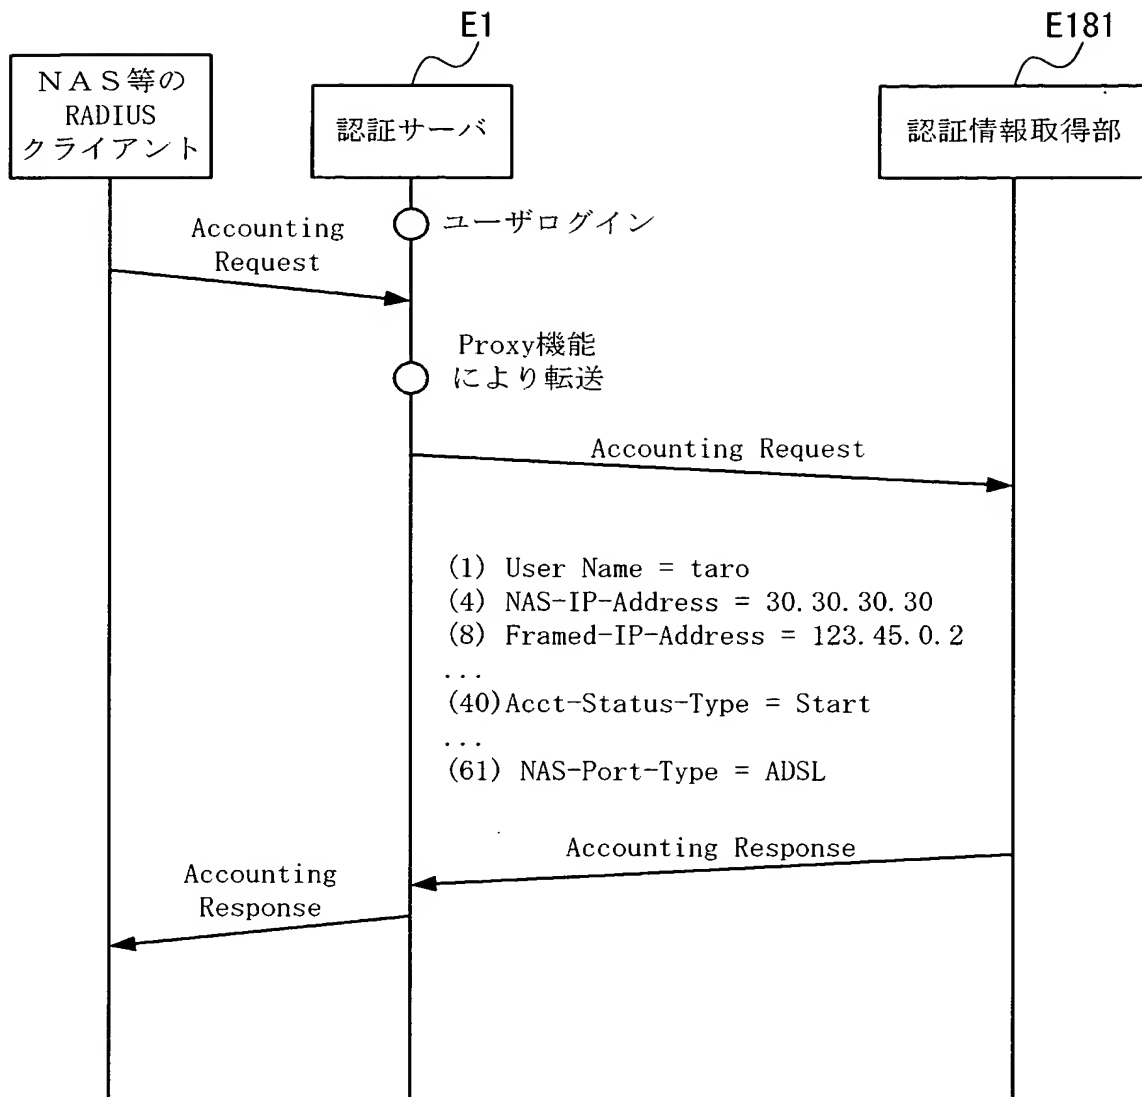 E1
E181
NAS等の
RADIUS
クライアント
認証サーバ
認証情報取得部
ユーザログイン
Accounting
Request
Proxy機能
により転送
Accounting Request
(1) User Name = taro
(4) NAS-IP-Address = 30.30.30.30
(8) Framed-IP-Address = 123.45.0.2
...
(40)Acct-Status-Type = Start
...
(61) NAS-Port-Type = ADSL
Accounting Response
Accounting
Response